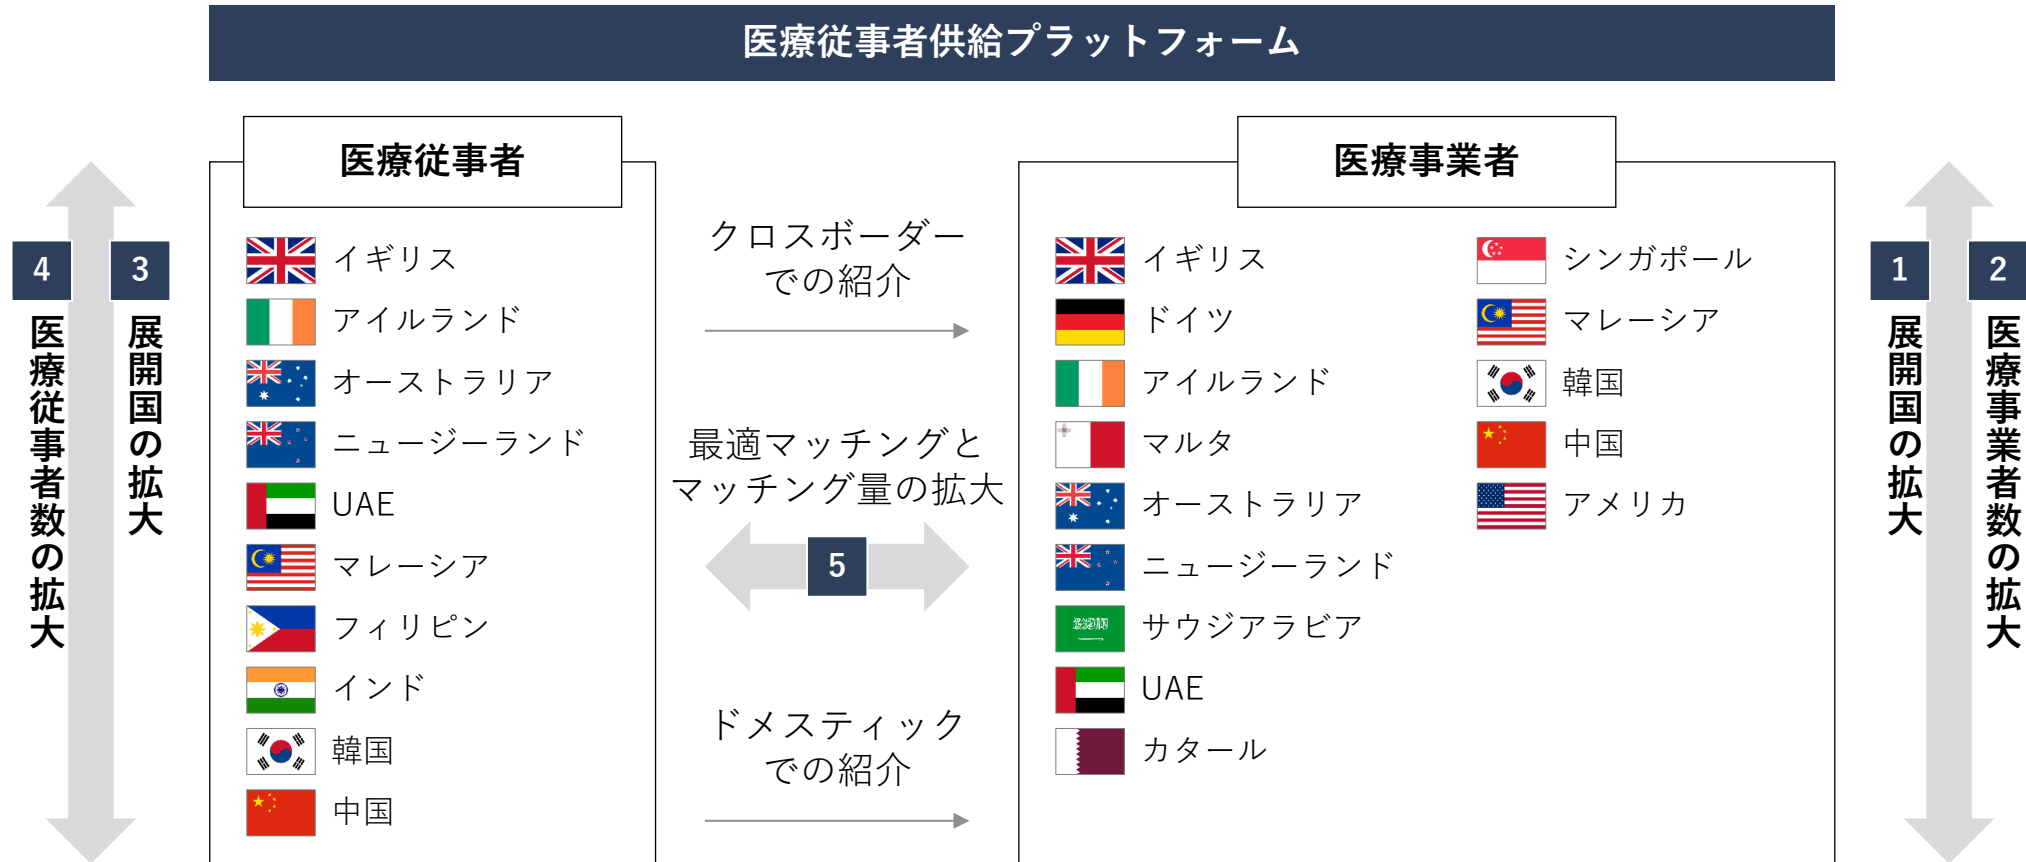 医療従事者供給プラットフォーム
4
医療従事者数の拡大
3
展開国の拡大
医療従事者
イギリス
アイルランド
オーストラリア
ニュージーランド
UAE
マレーシア
フィリピン
インド
韓国
中国
クロスボーダー
での紹介
最適マッチングと
マッチング量の拡大
5
ドメスティック
での紹介
医療事業者
イギリス
ドイツ
アイルランド
マルタ
オーストラリア
ニュージーランド
サウジアラビア
UAE
カタール
シンガポール
マレーシア
韓国
中国
アメリカ
1
展開国の拡大
2
医療事業者数の拡大